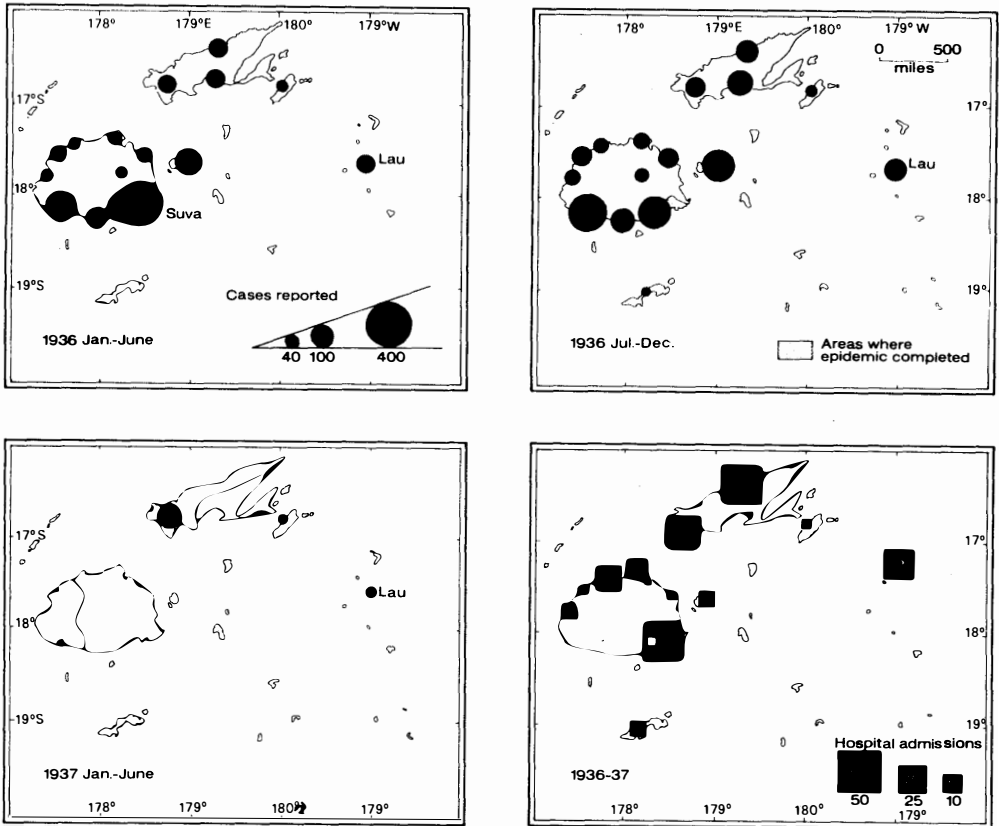 178° 179°E 180° 179°W
17°S
Lau
18°
Suva
19°S
Cases reported
1936 Jan.-June
40 100 400
178° 179°E 180° 179°W
0 500
miles
17°
Lau
18°
19°
1936 Jul.-Dec.
Areas where
epidemic completed
17°S
Lau
18°
19°S
1937 Jan.-June
178° 179° 180° 179°
17°
18°
19°
Hospital admissions
1936-37
50 25 10
178° 179° 180° 179°